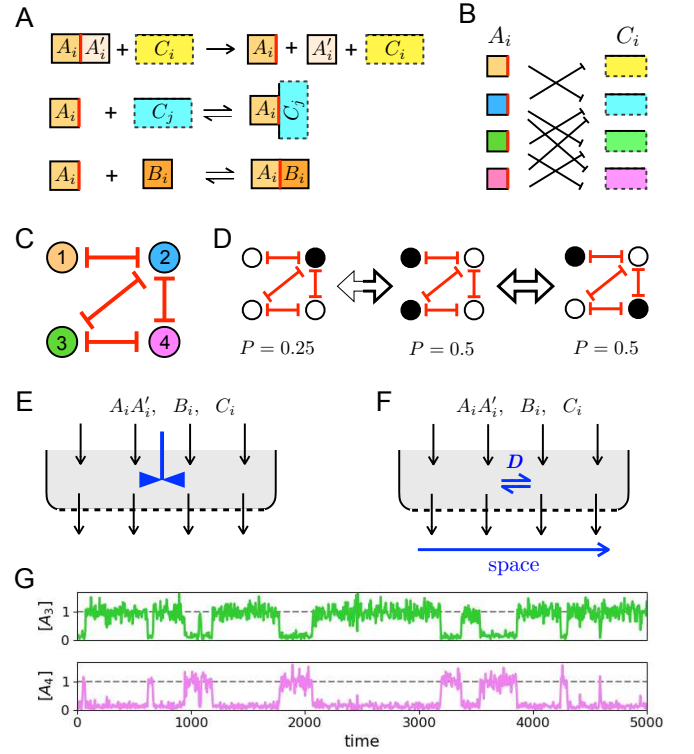 A
A_i A'_i + C_i → A_i + A'_i + C_i
A_i + C_j ⇌ A_i C_j
A_i + B_i ⇌ A_i B_i
B
A_i C_i
C
1 2
3 4
D
P = 0.25 P = 0.5 P = 0.5
E
A_i A'_i, B_i, C_i
F
A_i A'_i, B_i, C_i
D
space
G
[A_3]
1
0
[A_4]
1
0
0 1000 2000 3000 4000 5000
time